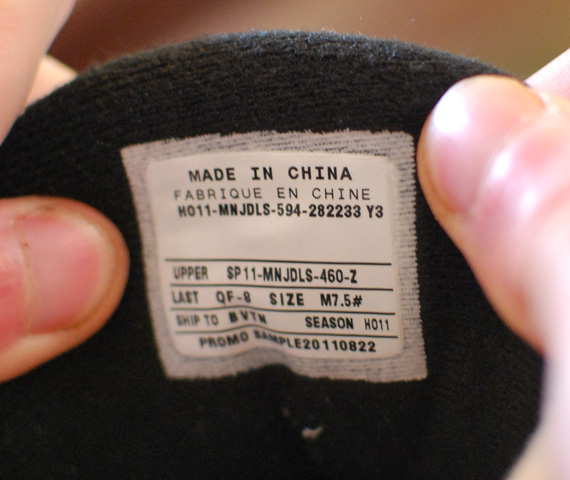 MADE IN CHINA
FABRIQUE EN CHINE
HO11-MNJDLS-594-282233 Y3
UPPER SP11-MNJDLS-460-Z
LAST QF-8 SIZE M7.5#
SHIP TO BVTN SEASON HO11
PROMO SAMPLE20110822